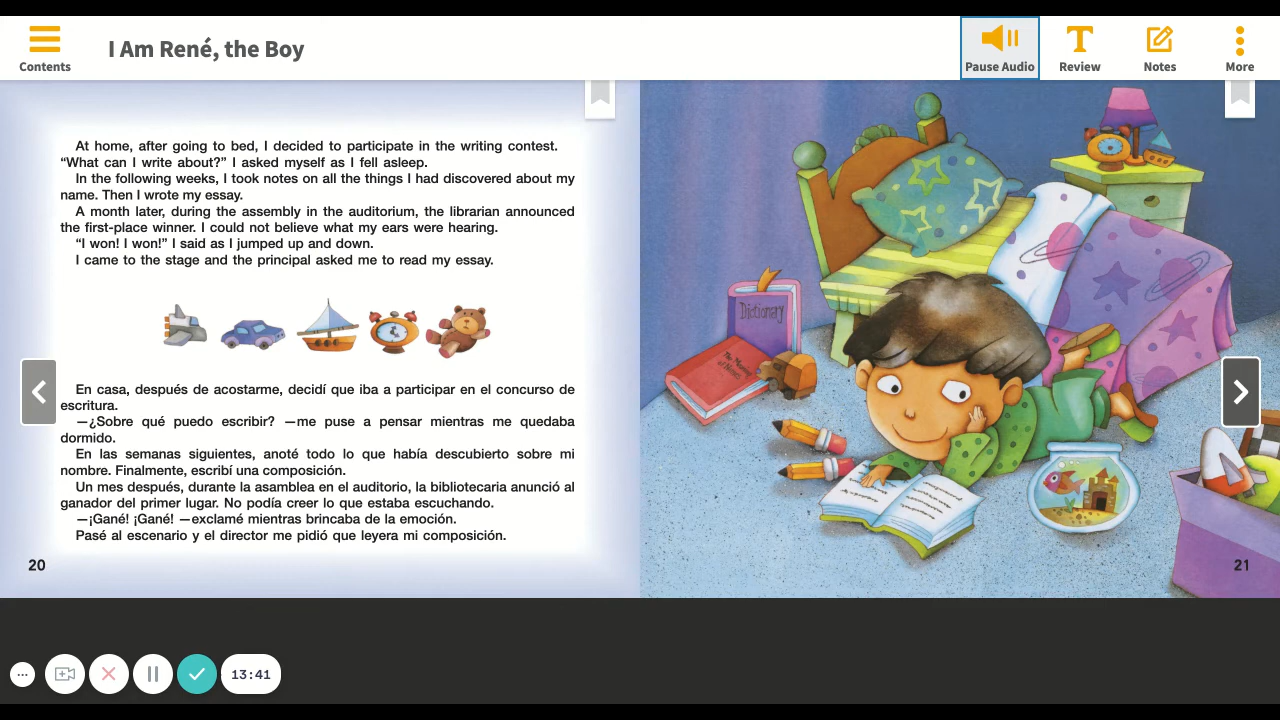 Contents
I Am René, the Boy
Pause Audio
Review
Notes
More
At home, after going to bed, I decided to participate in the writing contest.
“What can I write about?” I asked myself as I fell asleep.
In the following weeks, I took notes on all the things I had discovered about my
name. Then I wrote my essay.
A month later, during the assembly in the auditorium, the librarian announced
the first-place winner. I could not believe what my ears were hearing.
“I won! I won!” I said as I jumped up and down.
I came to the stage and the principal asked me to read my essay.
En casa, después de acostarme, decidí que iba a participar en el concurso de
escritura.
—¿Sobre qué puedo escribir? —me puse a pensar mientras me quedaba
dormido.
En las semanas siguientes, anoté todo lo que había descubierto sobre mi
nombre. Finalmente, escribí una composición.
Un mes después, durante la asamblea en el auditorio, la bibliotecaria anunció al
ganador del primer lugar. No podía creer lo que estaba escuchando.
—¡Gané! ¡Gané! —exclamé mientras brincaba de la emoción.
Pasé al escenario y el director me pidió que leyera mi composición.
20
Dictionary
The Meaning
of Names
21
13:41